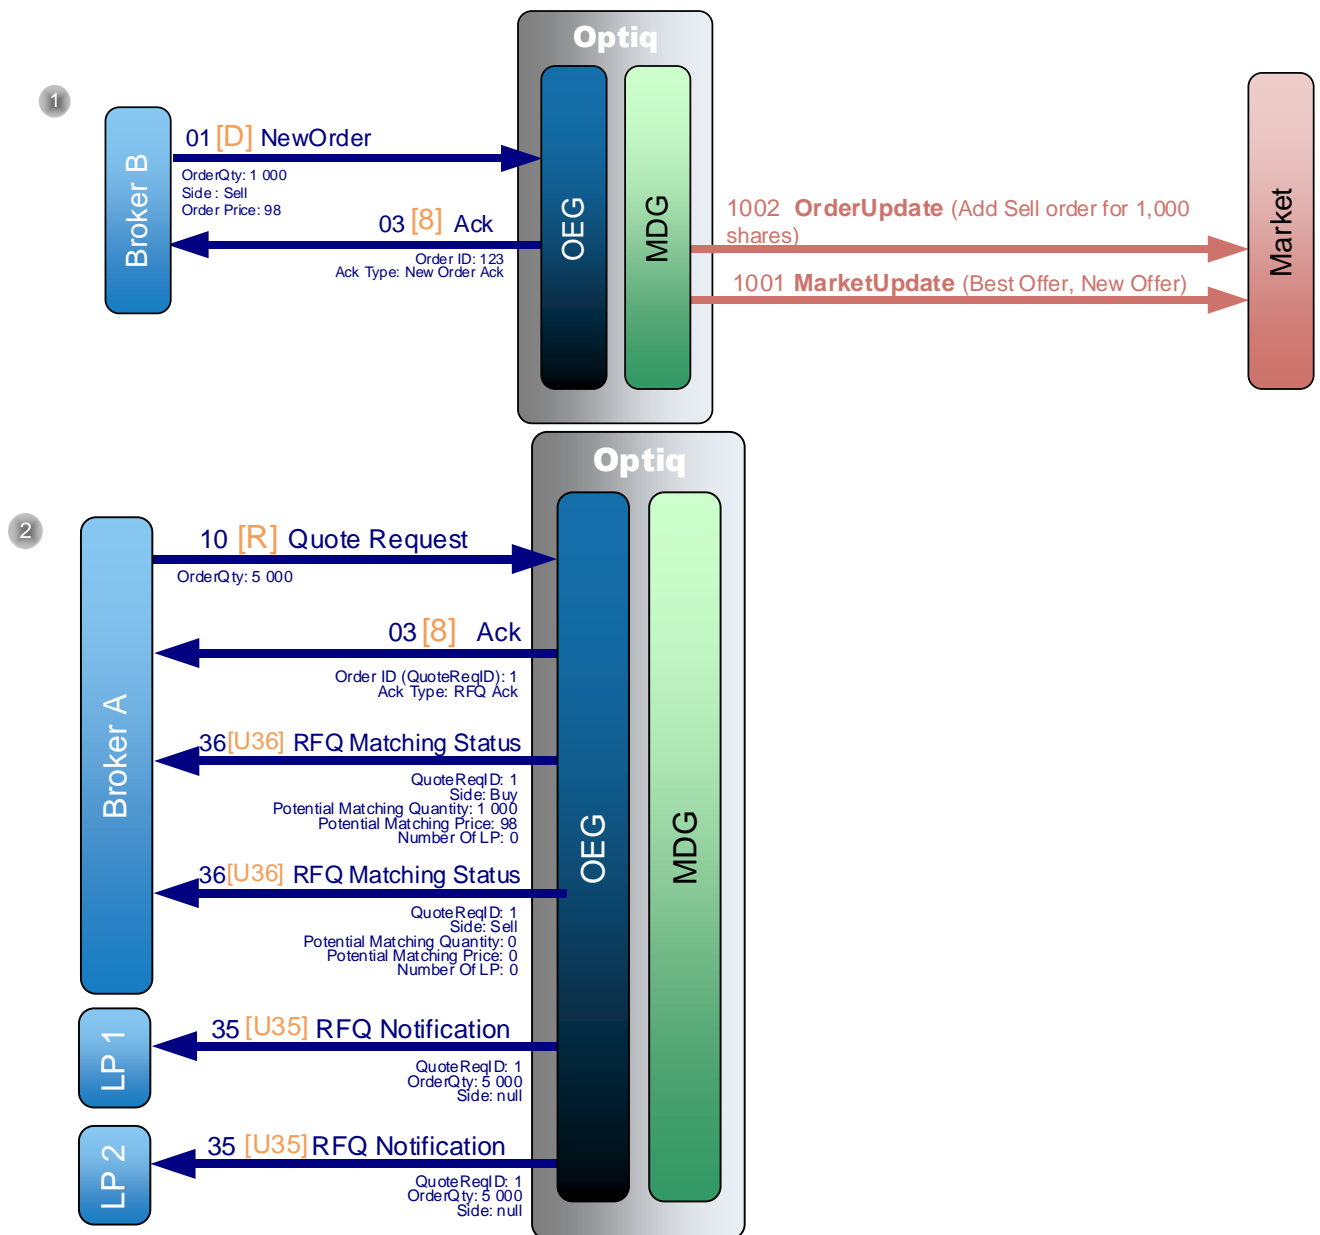 Optiq
1
Broker B
01 [D] NewOrder
OrderQty: 1 000
Side : Sell
Order Price: 98
03 [8] Ack
Order ID: 123
Ack Type: New Order Ack
OEG
MDG
1002 OrderUpdate (Add Sell order for 1,000
shares)
1001 MarketUpdate (Best Offer, New Offer)
Market
Optiq
2
Broker A
10 [R] Quote Request
OrderQty: 5 000
03 [8] Ack
Order ID (QuoteReqID): 1
Ack Type: RFQ Ack
36 [U36] RFQ Matching Status
QuoteReqID: 1
Side: Buy
Potential Matching Quantity: 1 000
Potential Matching Price: 98
Number Of LP: 0
36 [U36] RFQ Matching Status
QuoteReqID: 1
Side: Sell
Potential Matching Quantity: 0
Potential Matching Price: 0
Number Of LP: 0
OEG
MDG
LP 1
35 [U35] RFQ Notification
QuoteReqID: 1
OrderQty: 5 000
Side: null
LP 2
35 [U35] RFQ Notification
QuoteReqID: 1
OrderQty: 5 000
Side: null